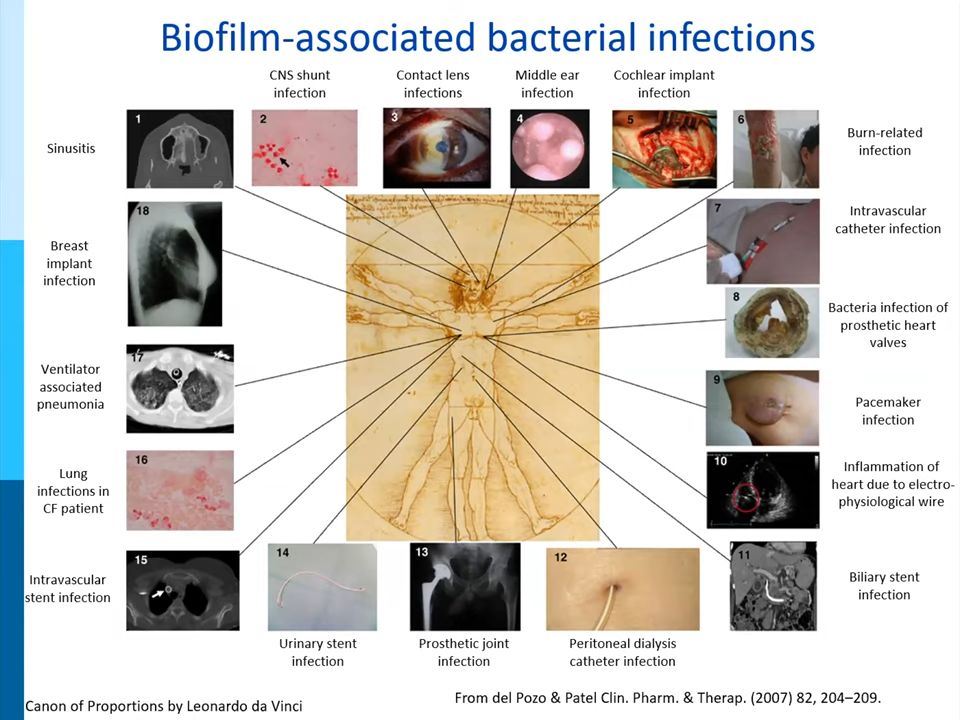 Biofilm-associated bacterial infections
CNS shunt
infection
Contact lens
infections
Middle ear
infection
Cochlear implant
infection
Sinusitis
1
2
3
4
5
6
Burn-related
infection
18
Breast
implant
infection
7
Intravascular
catheter infection
8
Bacteria infection of
prosthetic heart
valves
17
Ventilator
associated
pneumonia
9
Pacemaker
infection
16
Lung
infections in
CF patient
10
Inflammation of
heart due to electro-
physiological wire
15
Intravascular
stent infection
14
13
12
11
Biliary stent
infection
Urinary stent
infection
Prosthetic joint
infection
Peritoneal dialysis
catheter infection
Canon of Proportions by Leonardo da Vinci
From del Pozo & Patel Clin. Pharm. & Therap. (2007) 82, 204–209.